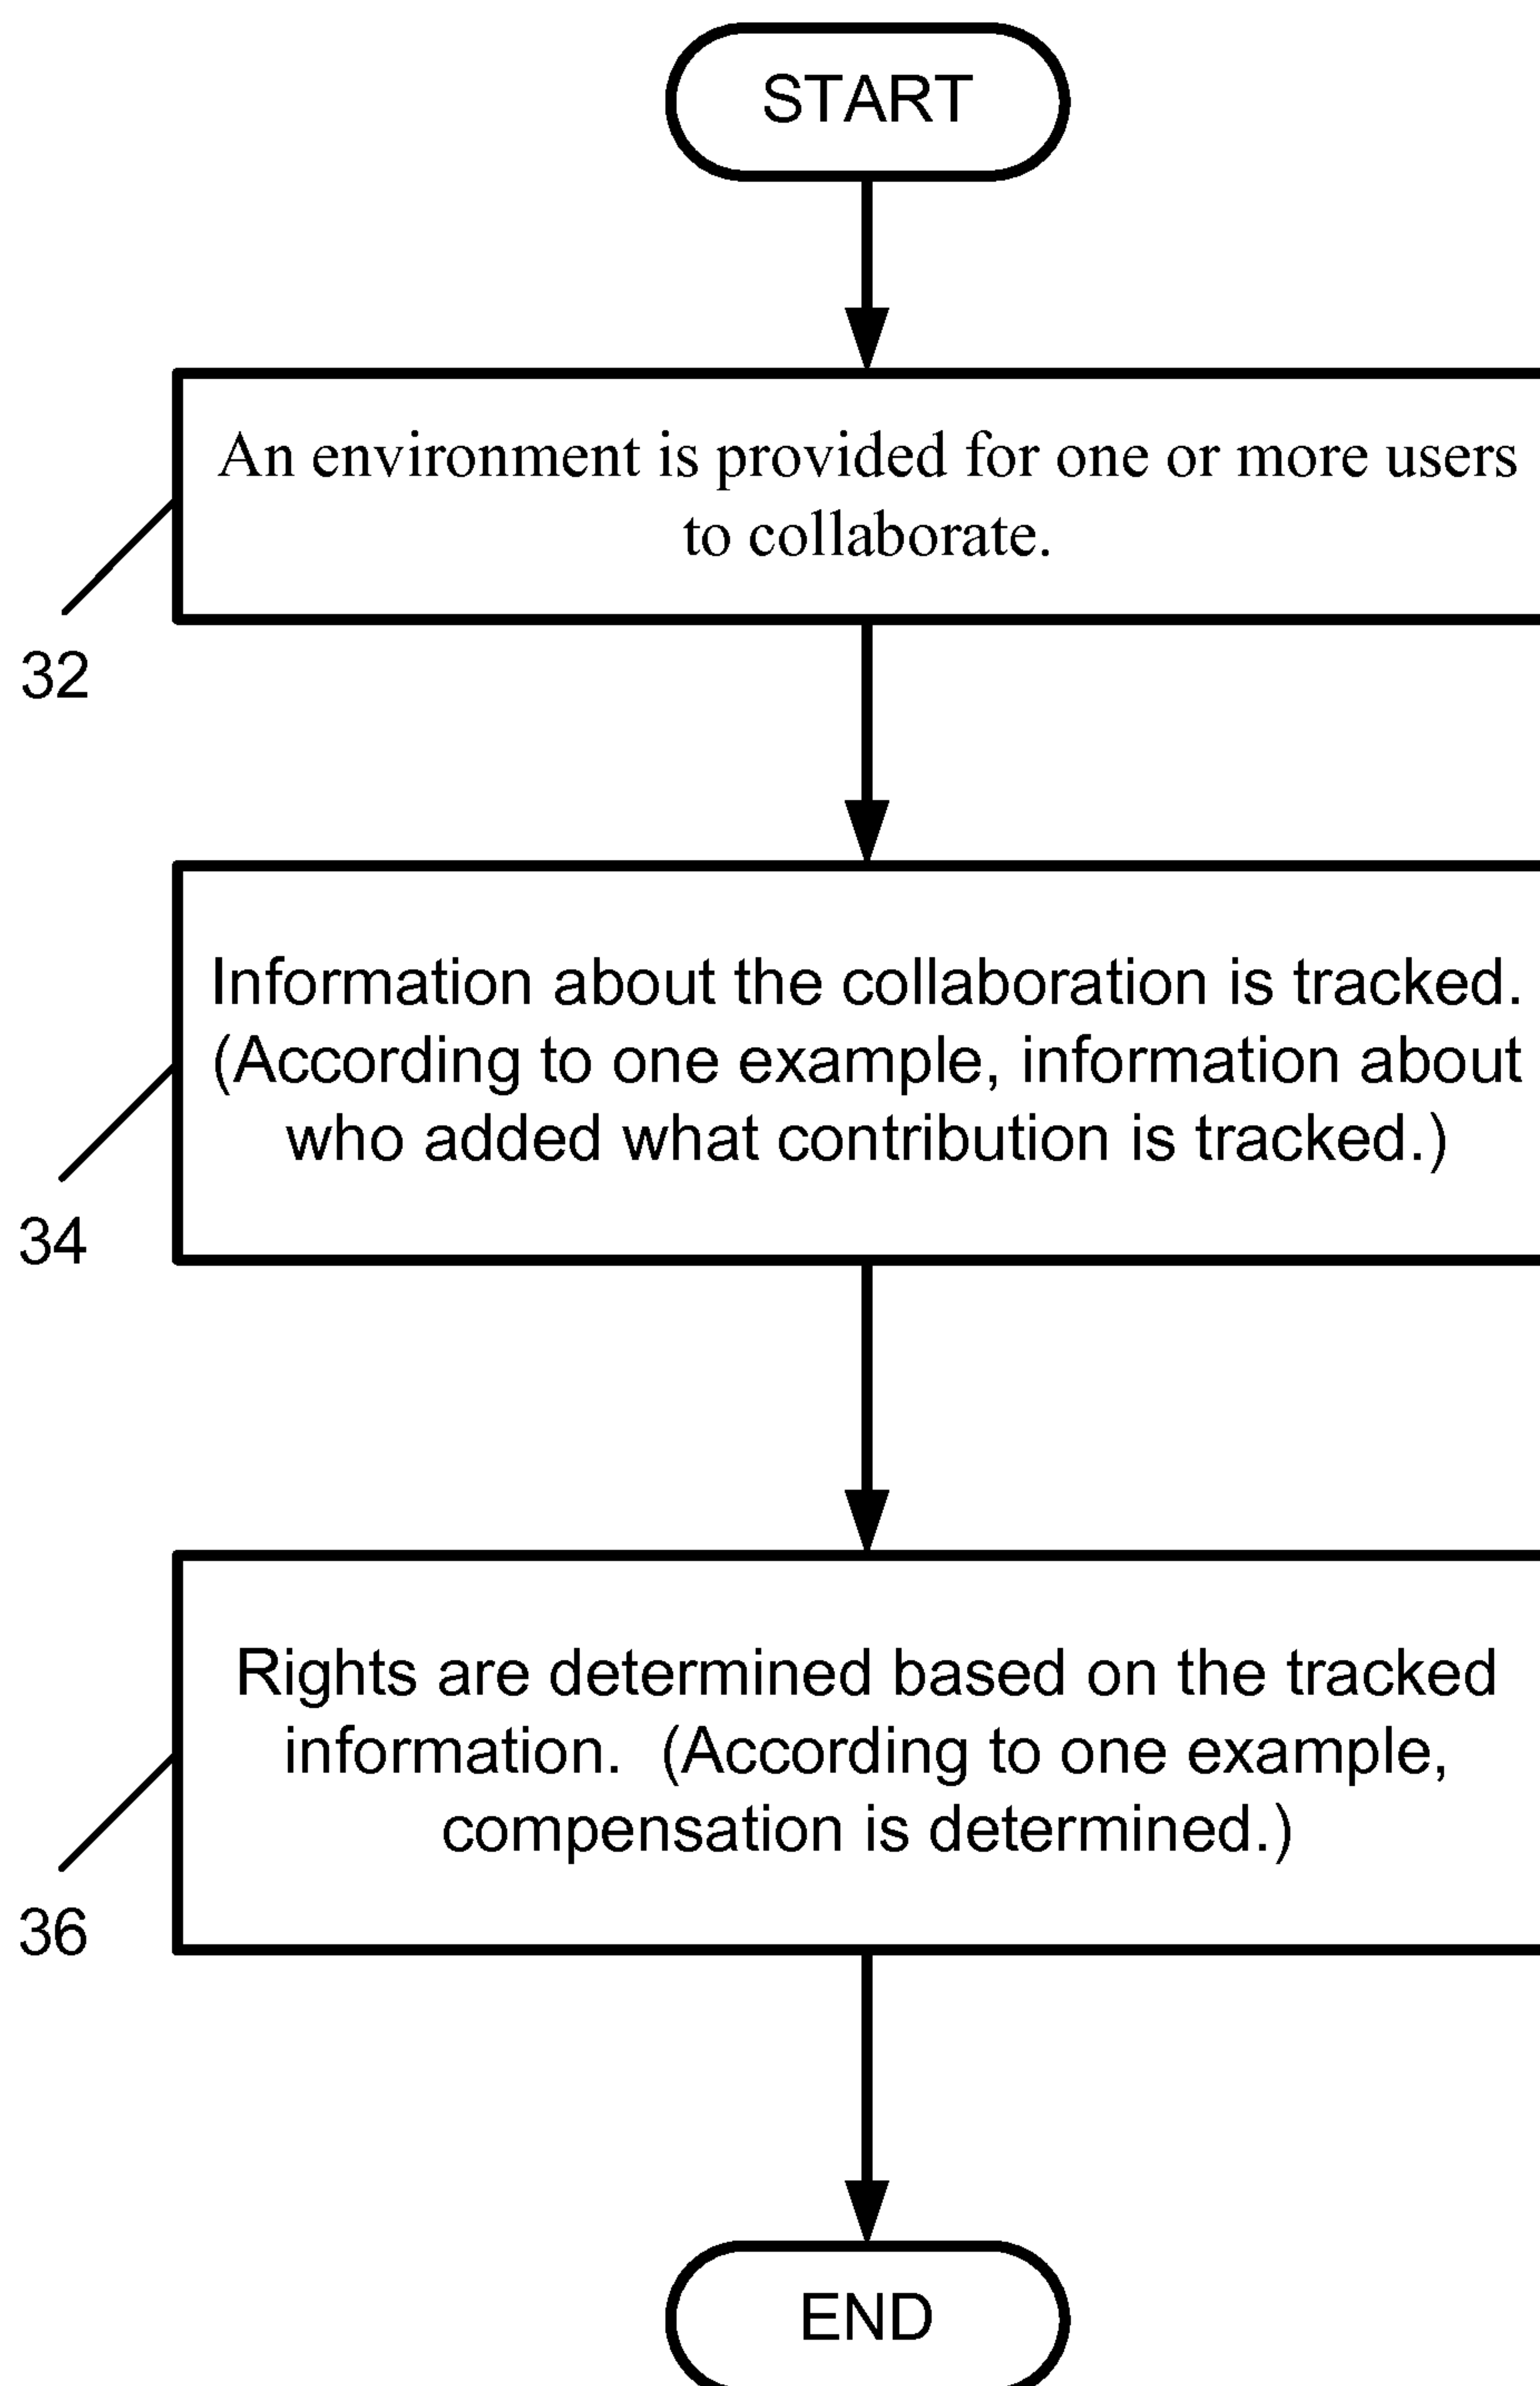 START
An environment is provided for one or more users
to collaborate.
32
Information about the collaboration is tracked.
(According to one example, information about
who added what contribution is tracked.)
34
Rights are determined based on the tracked
information.  (According to one example,
compensation is determined.)
36
END